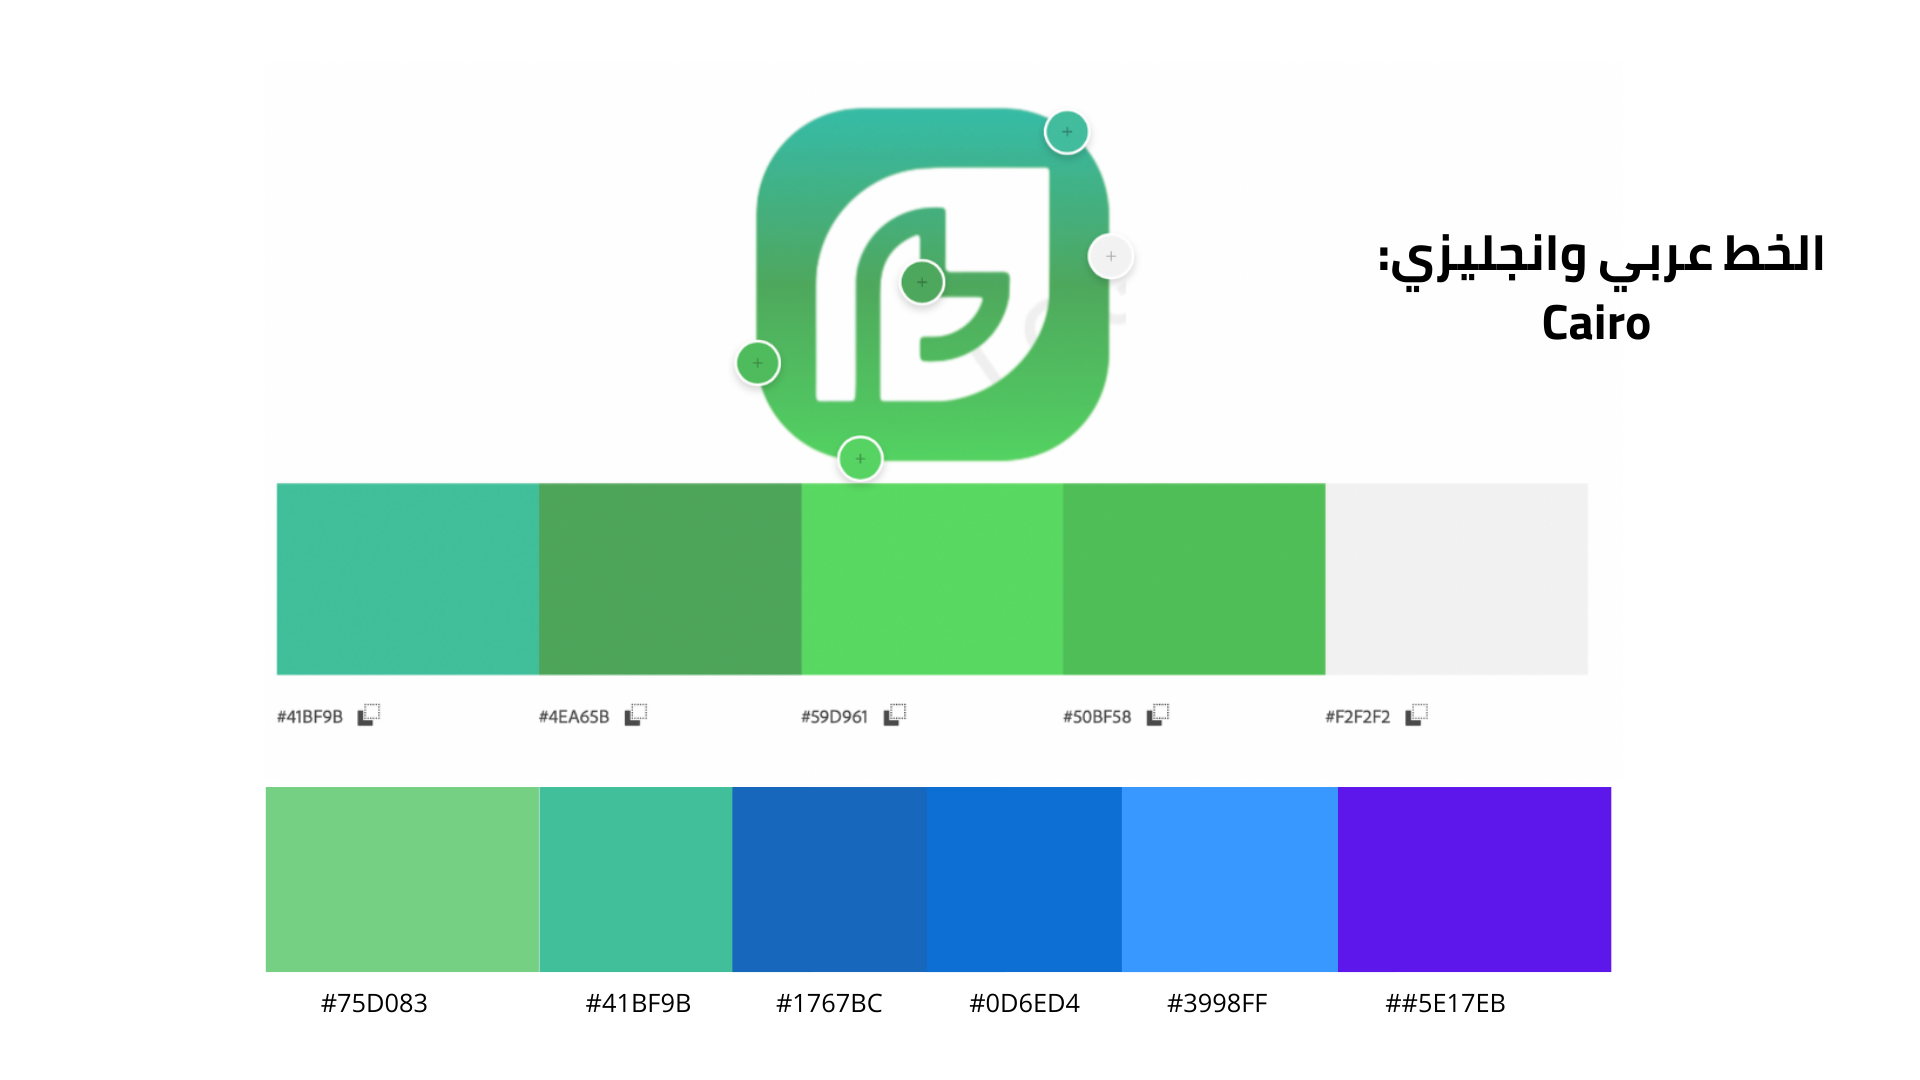 الخط عربي وانجليزي:
Cairo
#41BF9B #4EA65B #59D961 #50BF58 #F2F2F2
#75D083 #41BF9B #1767BC #0D6ED4 #3998FF ##5E17EB